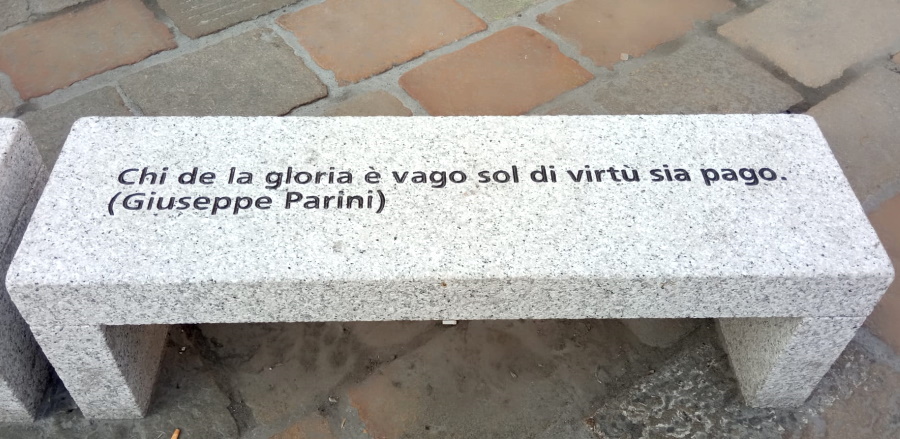 Chi de la gloria è vago sol di virtù sia pago.
(Giuseppe Parini)